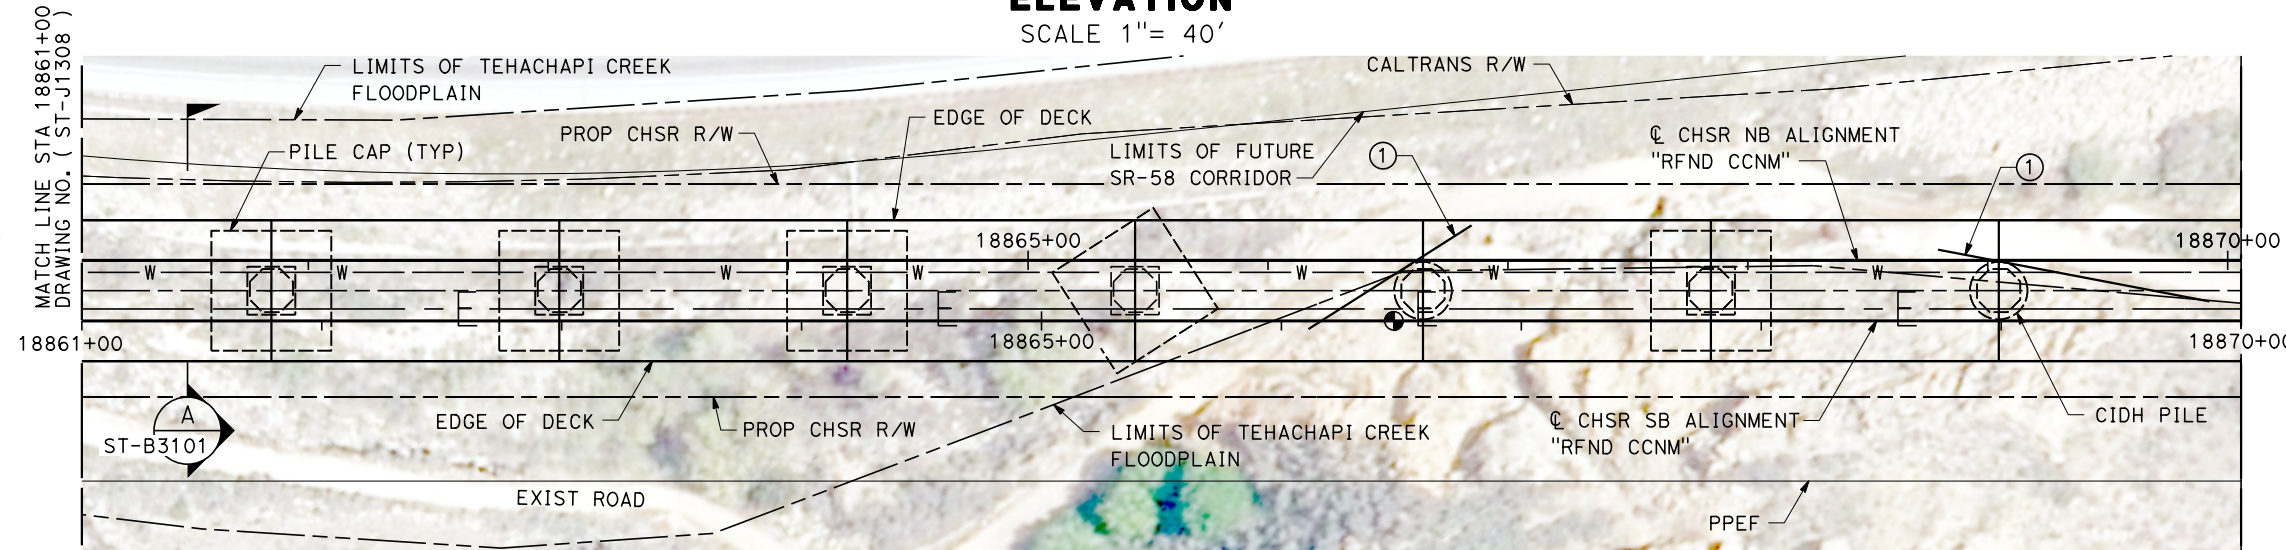 ELEVATION
SCALE 1"= 40'
MATCH LINE STA 18861+00
DRAWING NO. ( ST-J1308 )
LIMITS OF TEHACHAPI CREEK
FLOODPLAIN
CALTRANS R/W
PROP CHSR R/W
EDGE OF DECK
PILE CAP (TYP)
LIMITS OF FUTURE
SR-58 CORRIDOR
1
℄ CHSR NB ALIGNMENT
"RFND CCNM"
1
18865+00
18870+00
W
W
W
W
W
W
W
18861+00
18865+00
18870+00
A
ST-B3101
EDGE OF DECK
PROP CHSR R/W
LIMITS OF TEHACHAPI CREEK
FLOODPLAIN
℄ CHSR SB ALIGNMENT
"RFND CCNM"
CIDH PILE
EXIST ROAD
PPEF